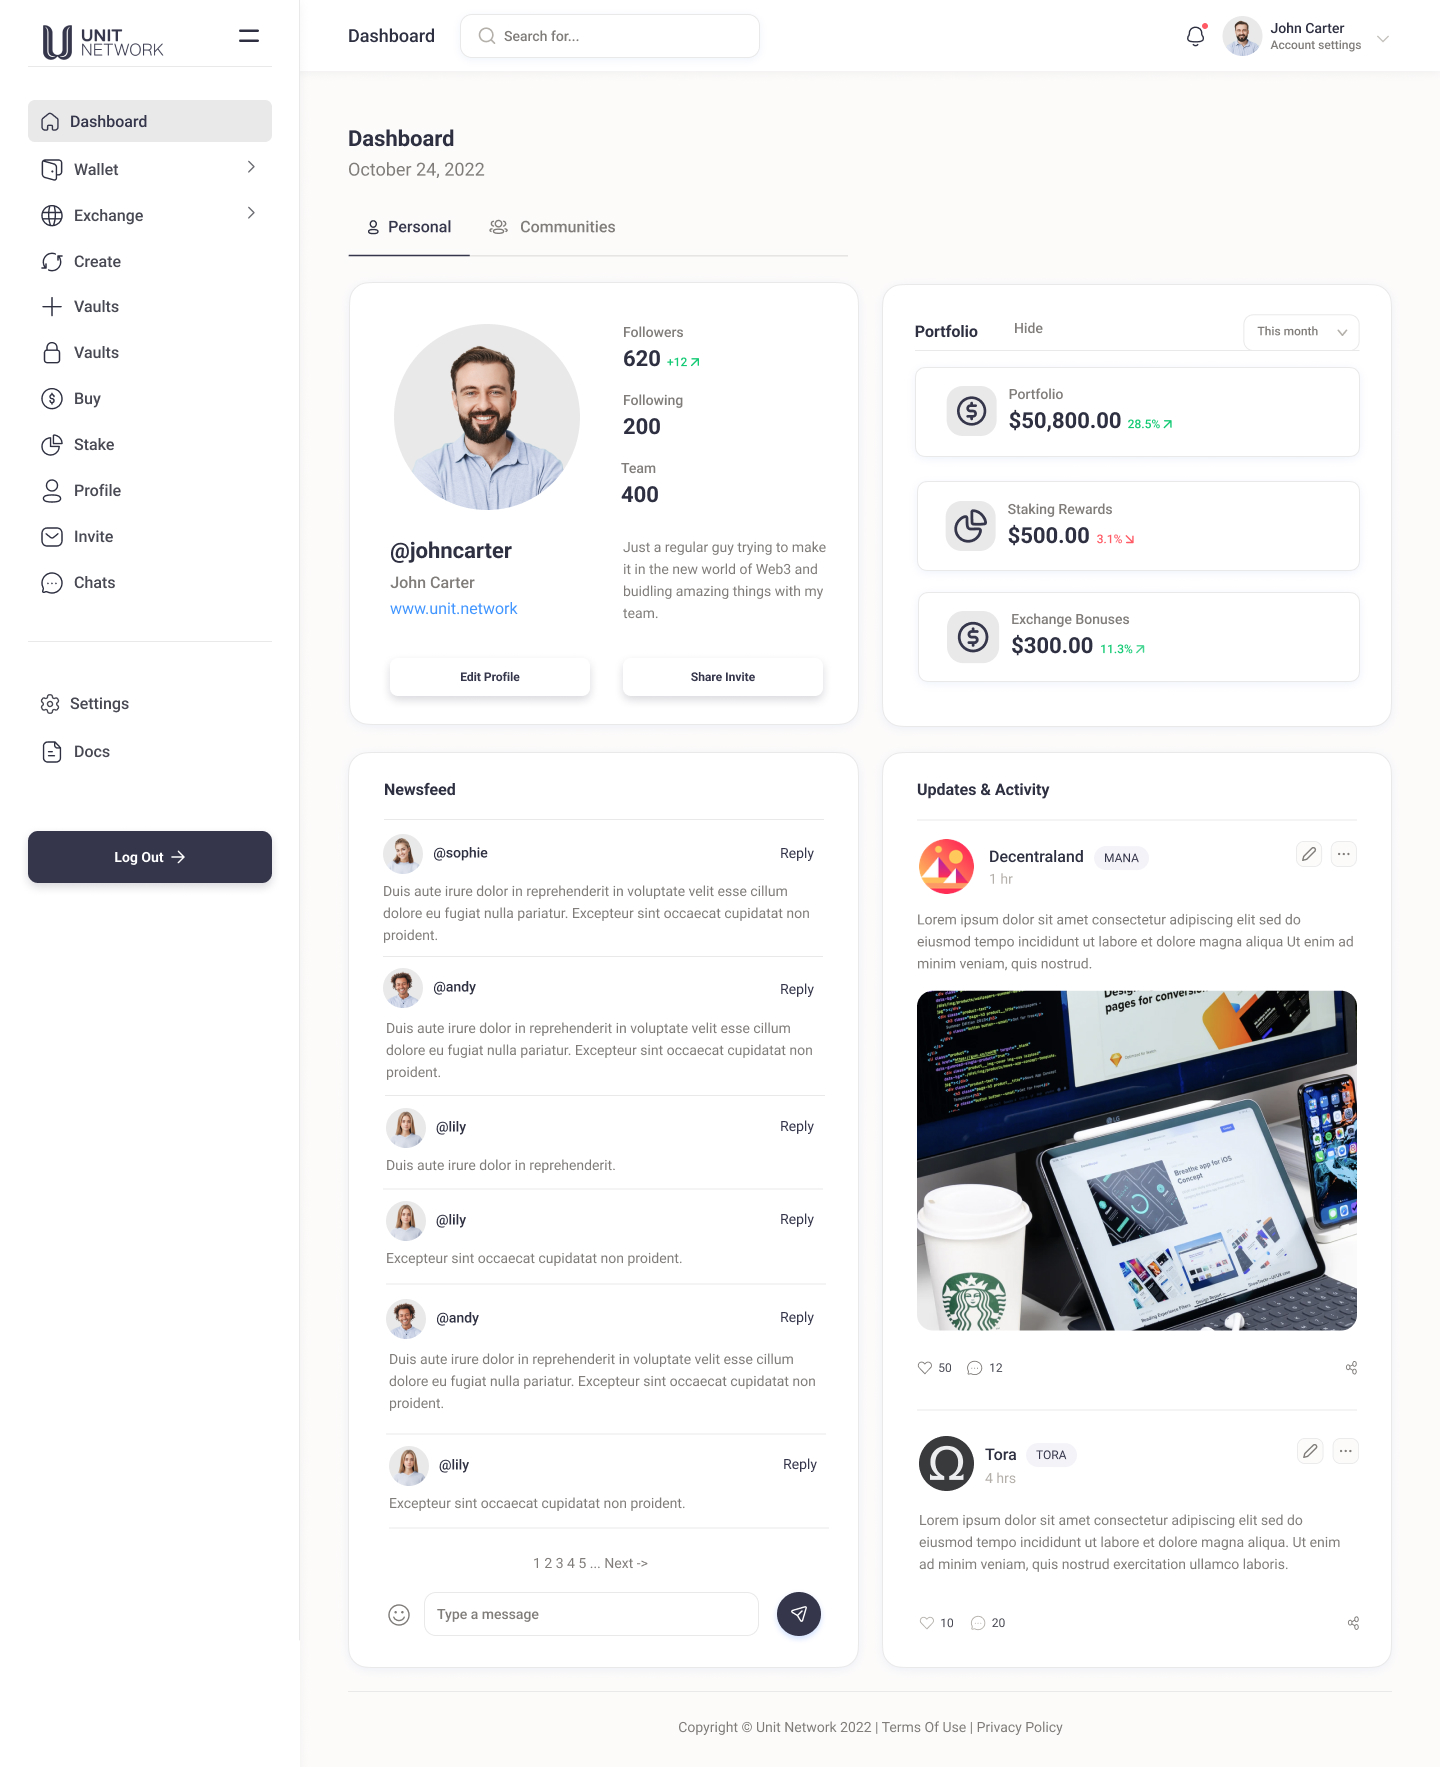 UNIT
NETWORK
Dashboard
Wallet
Exchange
Create
Vaults
Vaults
Buy
Stake
Profile
Invite
Chats
Settings
Docs
Log Out
Dashboard
Search for...
John Carter
Account settings
Dashboard
October 24, 2022
Personal
Communities
Followers
620 +12
Following
200
Team
400
@johncarter
John Carter
www.unit.network
Just a regular guy trying to make
it in the new world of Web3 and
buidling amazing things with my
team.
Edit Profile
Share Invite
Portfolio
Hide
This month
Portfolio
$50,800.00 28.5%
Staking Rewards
$500.00 3.1%
Exchange Bonuses
$300.00 11.3%
Newsfeed
@sophie
Reply
Duis aute irure dolor in reprehenderit in voluptate velit esse cillum
dolore eu fugiat nulla pariatur. Excepteur sint occaecat cupidatat non
proident.
@andy
Reply
Duis aute irure dolor in reprehenderit in voluptate velit esse cillum
dolore eu fugiat nulla pariatur. Excepteur sint occaecat cupidatat non
proident.
@lily
Reply
Duis aute irure dolor in reprehenderit.
@lily
Reply
Excepteur sint occaecat cupidatat non proident.
@andy
Reply
Duis aute irure dolor in reprehenderit in voluptate velit esse cillum
dolore eu fugiat nulla pariatur. Excepteur sint occaecat cupidatat non
proident.
@lily
Reply
Excepteur sint occaecat cupidatat non proident.
1 2 3 4 5 ... Next ->
Type a message
Updates & Activity
Decentraland
MANA
1 hr
Lorem ipsum dolor sit amet consectetur adipiscing elit sed do
eiusmod tempo incididunt ut labore et dolore magna aliqua Ut enim ad
minim veniam, quis nostrud.
pages for conversi
LG
Breathe app for iOS
Concept
50
12
Tora
TORA
4 hrs
Lorem ipsum dolor sit amet consectetur adipiscing elit sed do
eiusmod tempo incididunt ut labore et dolore magna aliqua. Ut enim
ad minim veniam, quis nostrud exercitation ullamco laboris.
10
20
Copyright © Unit Network 2022 | Terms Of Use | Privacy Policy